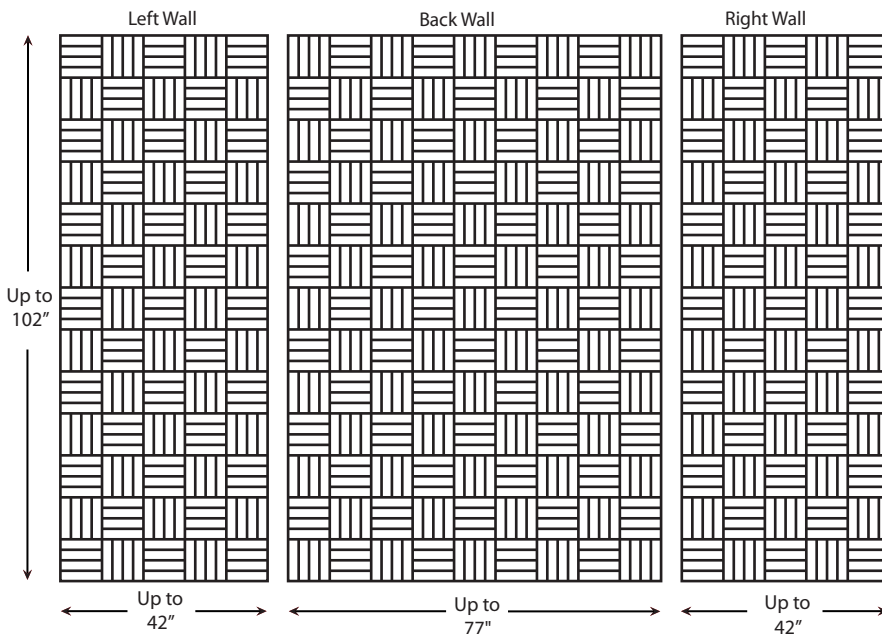 Left Wall
Back Wall
Right Wall
Up to
102”
Up to
42”
Up to
77"
Up to
42”